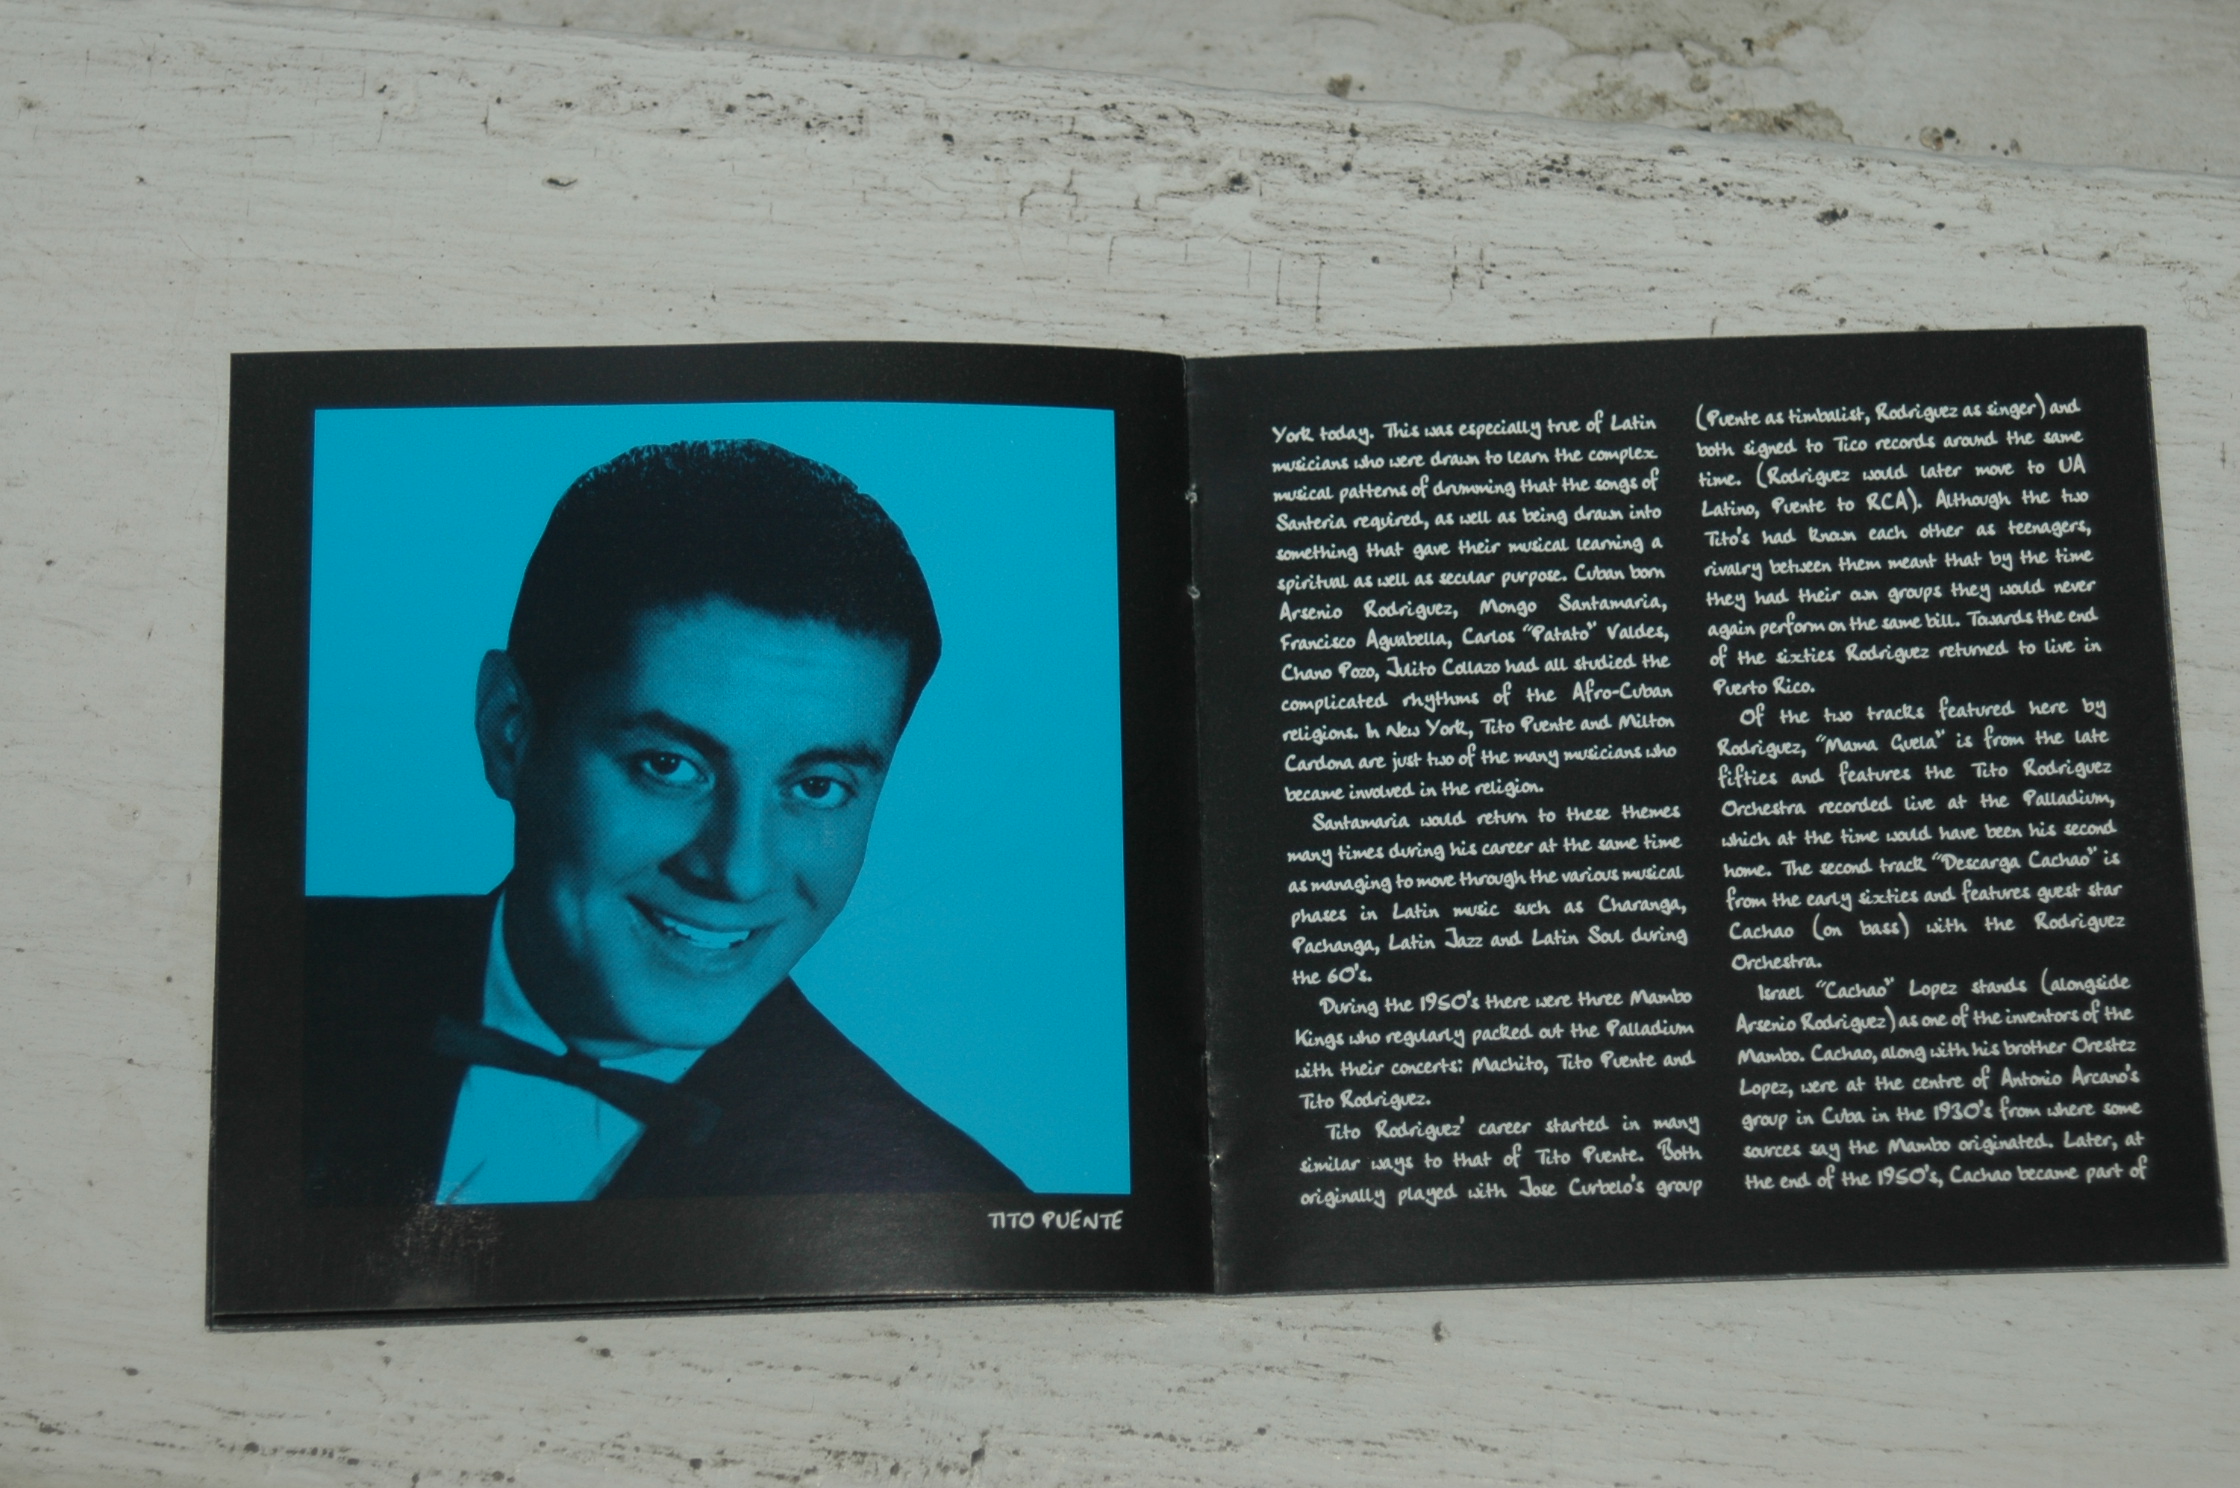 TITO PUENTE
York today. This was especially true of Latin
musicians who were drawn to learn the complex
musical patterns of drumming that the songs of
Santeria required, as well as being drawn into
something that gave their musical learning a
spiritual as well as secular purpose. Cuban born
Arsenio Rodriguez, Mongo Santamaria,
Francisco Aguabella, Carlos "Patato" Valdes,
Chano Pozo, Julito Collazo had all studied the
complicated rhythms of the Afro-Cuban
religions. In New York, Tito Puente and Milton
Cardona are just two of the many musicians who
became involved in the religion.
Santamaria would return to these themes
many times during his career at the same time
as managing to move through the various musical
phases in Latin music such as Charanga,
Pachanga, Latin Jazz and Latin Soul during
the 60's.
During the 1950's there were three Mambo
Kings who regularly packed out the Palladium
with their concerts: Machito, Tito Puente and
Tito Rodriguez.
Tito Rodriguez' career started in many
similar ways to that of Tito Puente. Both
originally played with Jose Curbelo's group
(Puente as timbalist, Rodriguez as singer) and
both signed to Tico records around the same
time. (Rodriguez would later move to UA
Latino, Puente to RCA). Although the two
Tito's had known each other as teenagers,
rivalry between them meant that by the time
they had their own groups they would never
again perform on the same bill. Towards the end
of the sixties Rodriguez returned to live in
Puerto Rico.
Of the two tracks featured here by
Rodriguez, "Mama Guela" is from the late
fifties and features the Tito Rodriguez
Orchestra recorded live at the Palladium,
which at the time would have been his second
home. The second track "Descarga Cachao" is
from the early sixties and features guest star
Cachao (on bass) with the Rodriguez
Orchestra.
Israel "Cachao" Lopez stands (alongside
Arsenio Rodriguez) as one of the inventors of the
Mambo. Cachao, along with his brother Orestez
Lopez, were at the centre of Antonio Arcano's
group in Cuba in the 1930's from where some
sources say the Mambo originated. Later, at
the end of the 1950's, Cachao became part of